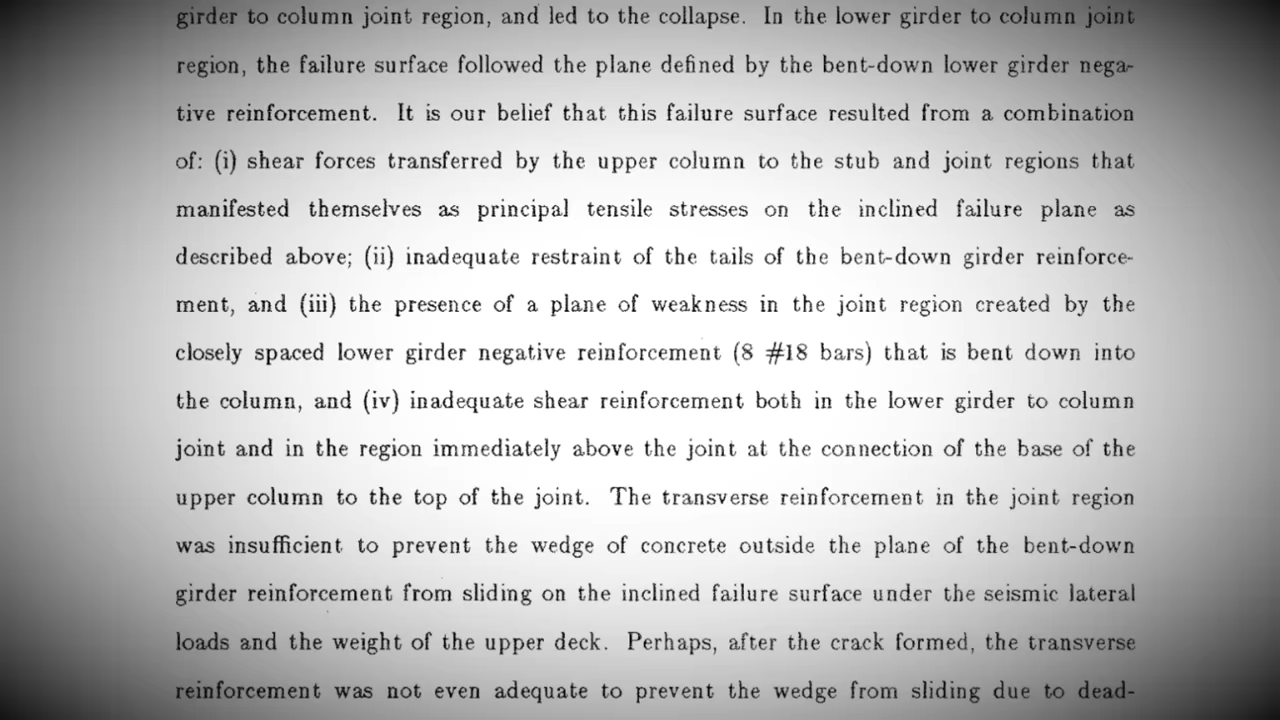 girder to column joint region, and led to the collapse. In the lower girder to column joint
region, the failure surface followed the plane defined by the bent-down lower girder nega-
tive reinforcement. It is our belief that this failure surface resulted from a combination
of: (i) shear forces transferred by the upper column to the stub and joint regions that
manifested themselves as principal tensile stresses on the inclined failure plane as
described above; (ii) inadequate restraint of the tails of the bent-down girder reinforce-
ment, and (iii) the presence of a plane of weakness in the joint region created by the
closely spaced lower girder negative reinforcement (8 #18 bars) that is bent down into
the column, and (iv) inadequate shear reinforcement both in the lower girder to column
joint and in the region immediately above the joint at the connection of the base of the
upper column to the top of the joint. The transverse reinforcement in the joint region
was insufficient to prevent the wedge of concrete outside the plane of the bent-down
girder reinforcement from sliding on the inclined failure surface under the seismic lateral
loads and the weight of the upper deck. Perhaps, after the crack formed, the transverse
reinforcement was not even adequate to prevent the wedge from sliding due to dead-